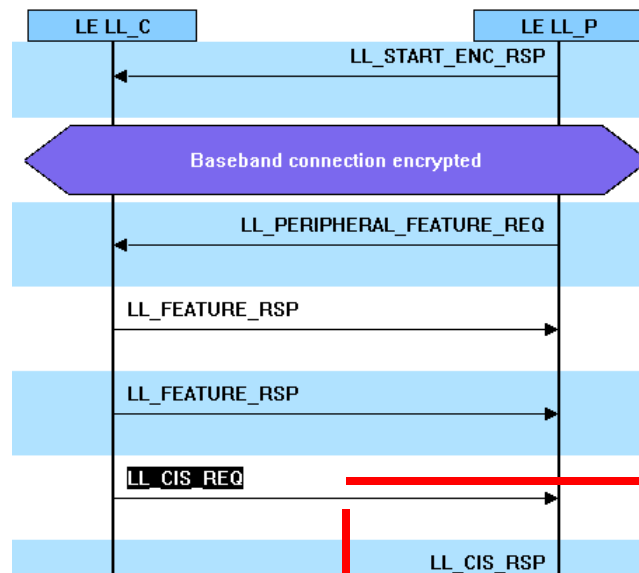 LE LL_C
LE LL_P
LL_START_ENC_RSP
Baseband connection encrypted
LL_PERIPHERAL_FEATURE_REQ
LL_FEATURE_RSP
LL_FEATURE_RSP
LL_CIS_REQ
LL_CIS_RSP